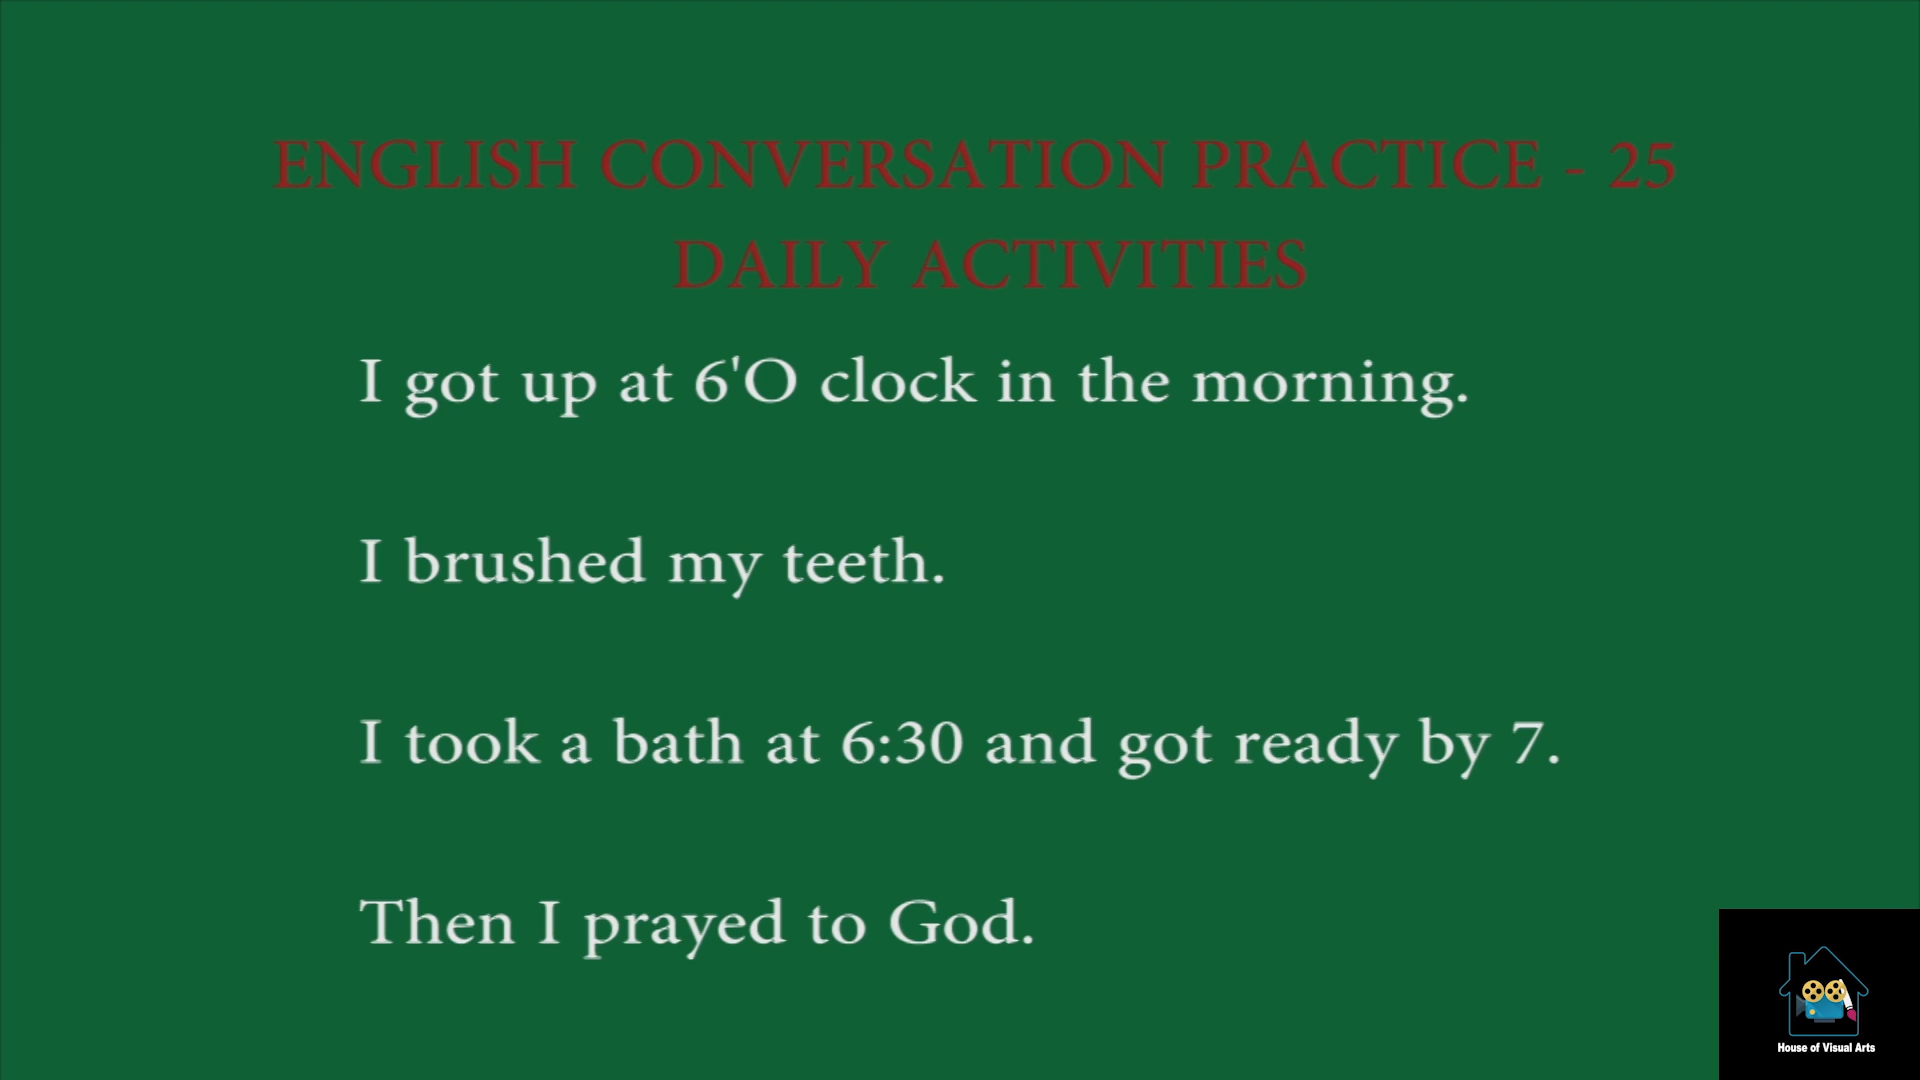 ENGLISH CONVERSATION PRACTICE - 25
DAILY ACTIVITIES
I got up at 6'O clock in the morning.
I brushed my teeth.
I took a bath at 6:30 and got ready by 7.
Then I prayed to God.
House of Visual Arts